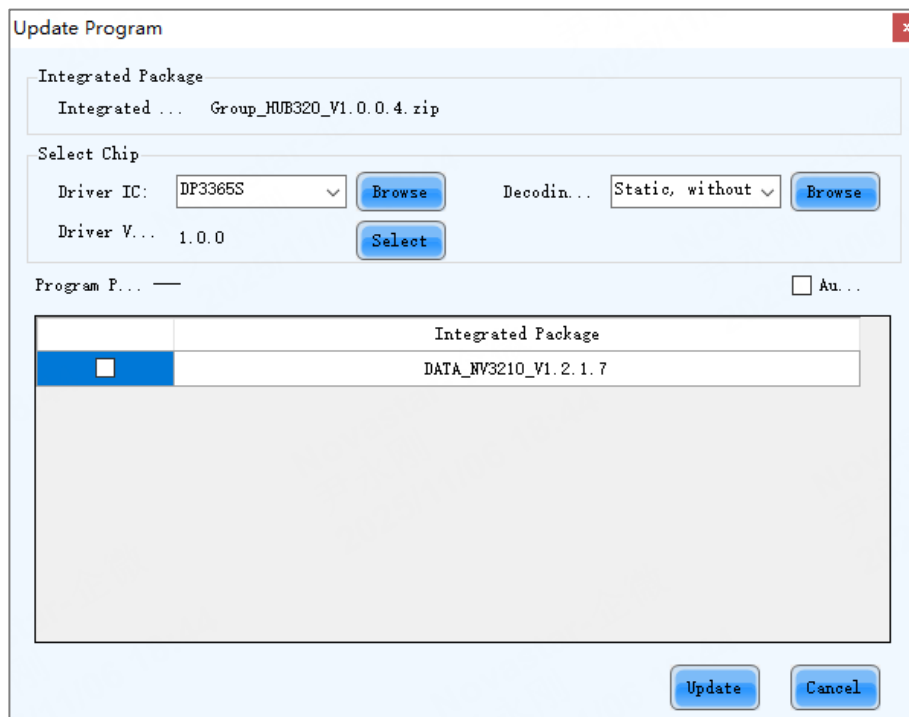 Update Program
Integrated Package
Integrated ... Group_HUB320_V1.0.0.4.zip
Select Chip
Driver IC: DP3365S Browse Decodin... Static, without Browse
Driver V... 1.0.0 Select
Program P... — Au...
Integrated Package
DATA_NV3210_V1.2.1.7
Update Cancel